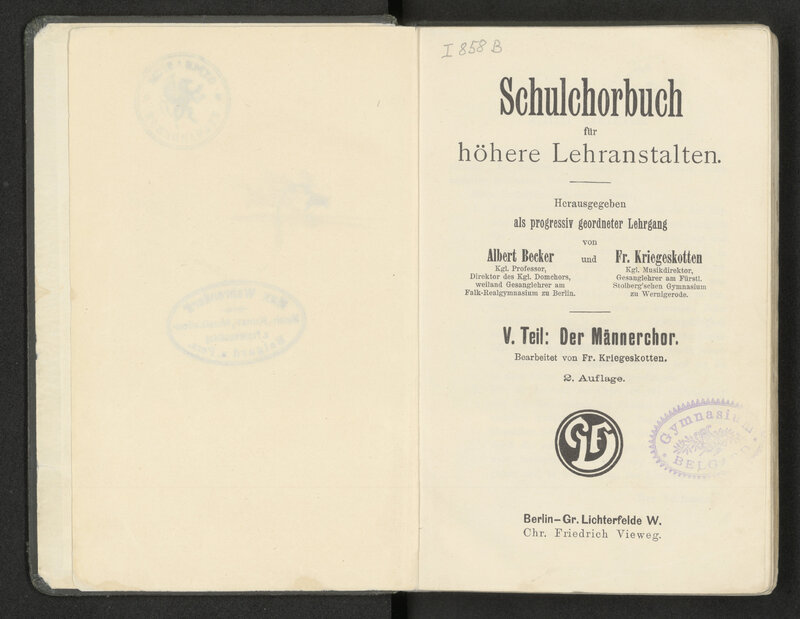 I 858 B
Schulchorbuch
für
höhere Lehranstalten.
Herausgegeben
als progressiv geordneter Lehrgang
von
Albert Becker
Kgl. Professor,
Direktor des Kgl. Domchors,
weiland Gesanglehrer am
Falk-Realgymnasium zu Berlin.
und
Fr. Kriegeskotten
Kgl. Musikdirektor,
Gesanglehrer am Fürstl.
Stolberg'schen Gymnasium
zu Wernigerode.
V. Teil: Der Männerchor.
Bearbeitet von Fr. Kriegeskotten.
2. Auflage.
Gymnasium
Berlin–Gr. Lichterfelde W.
Chr. Friedrich Vieweg.